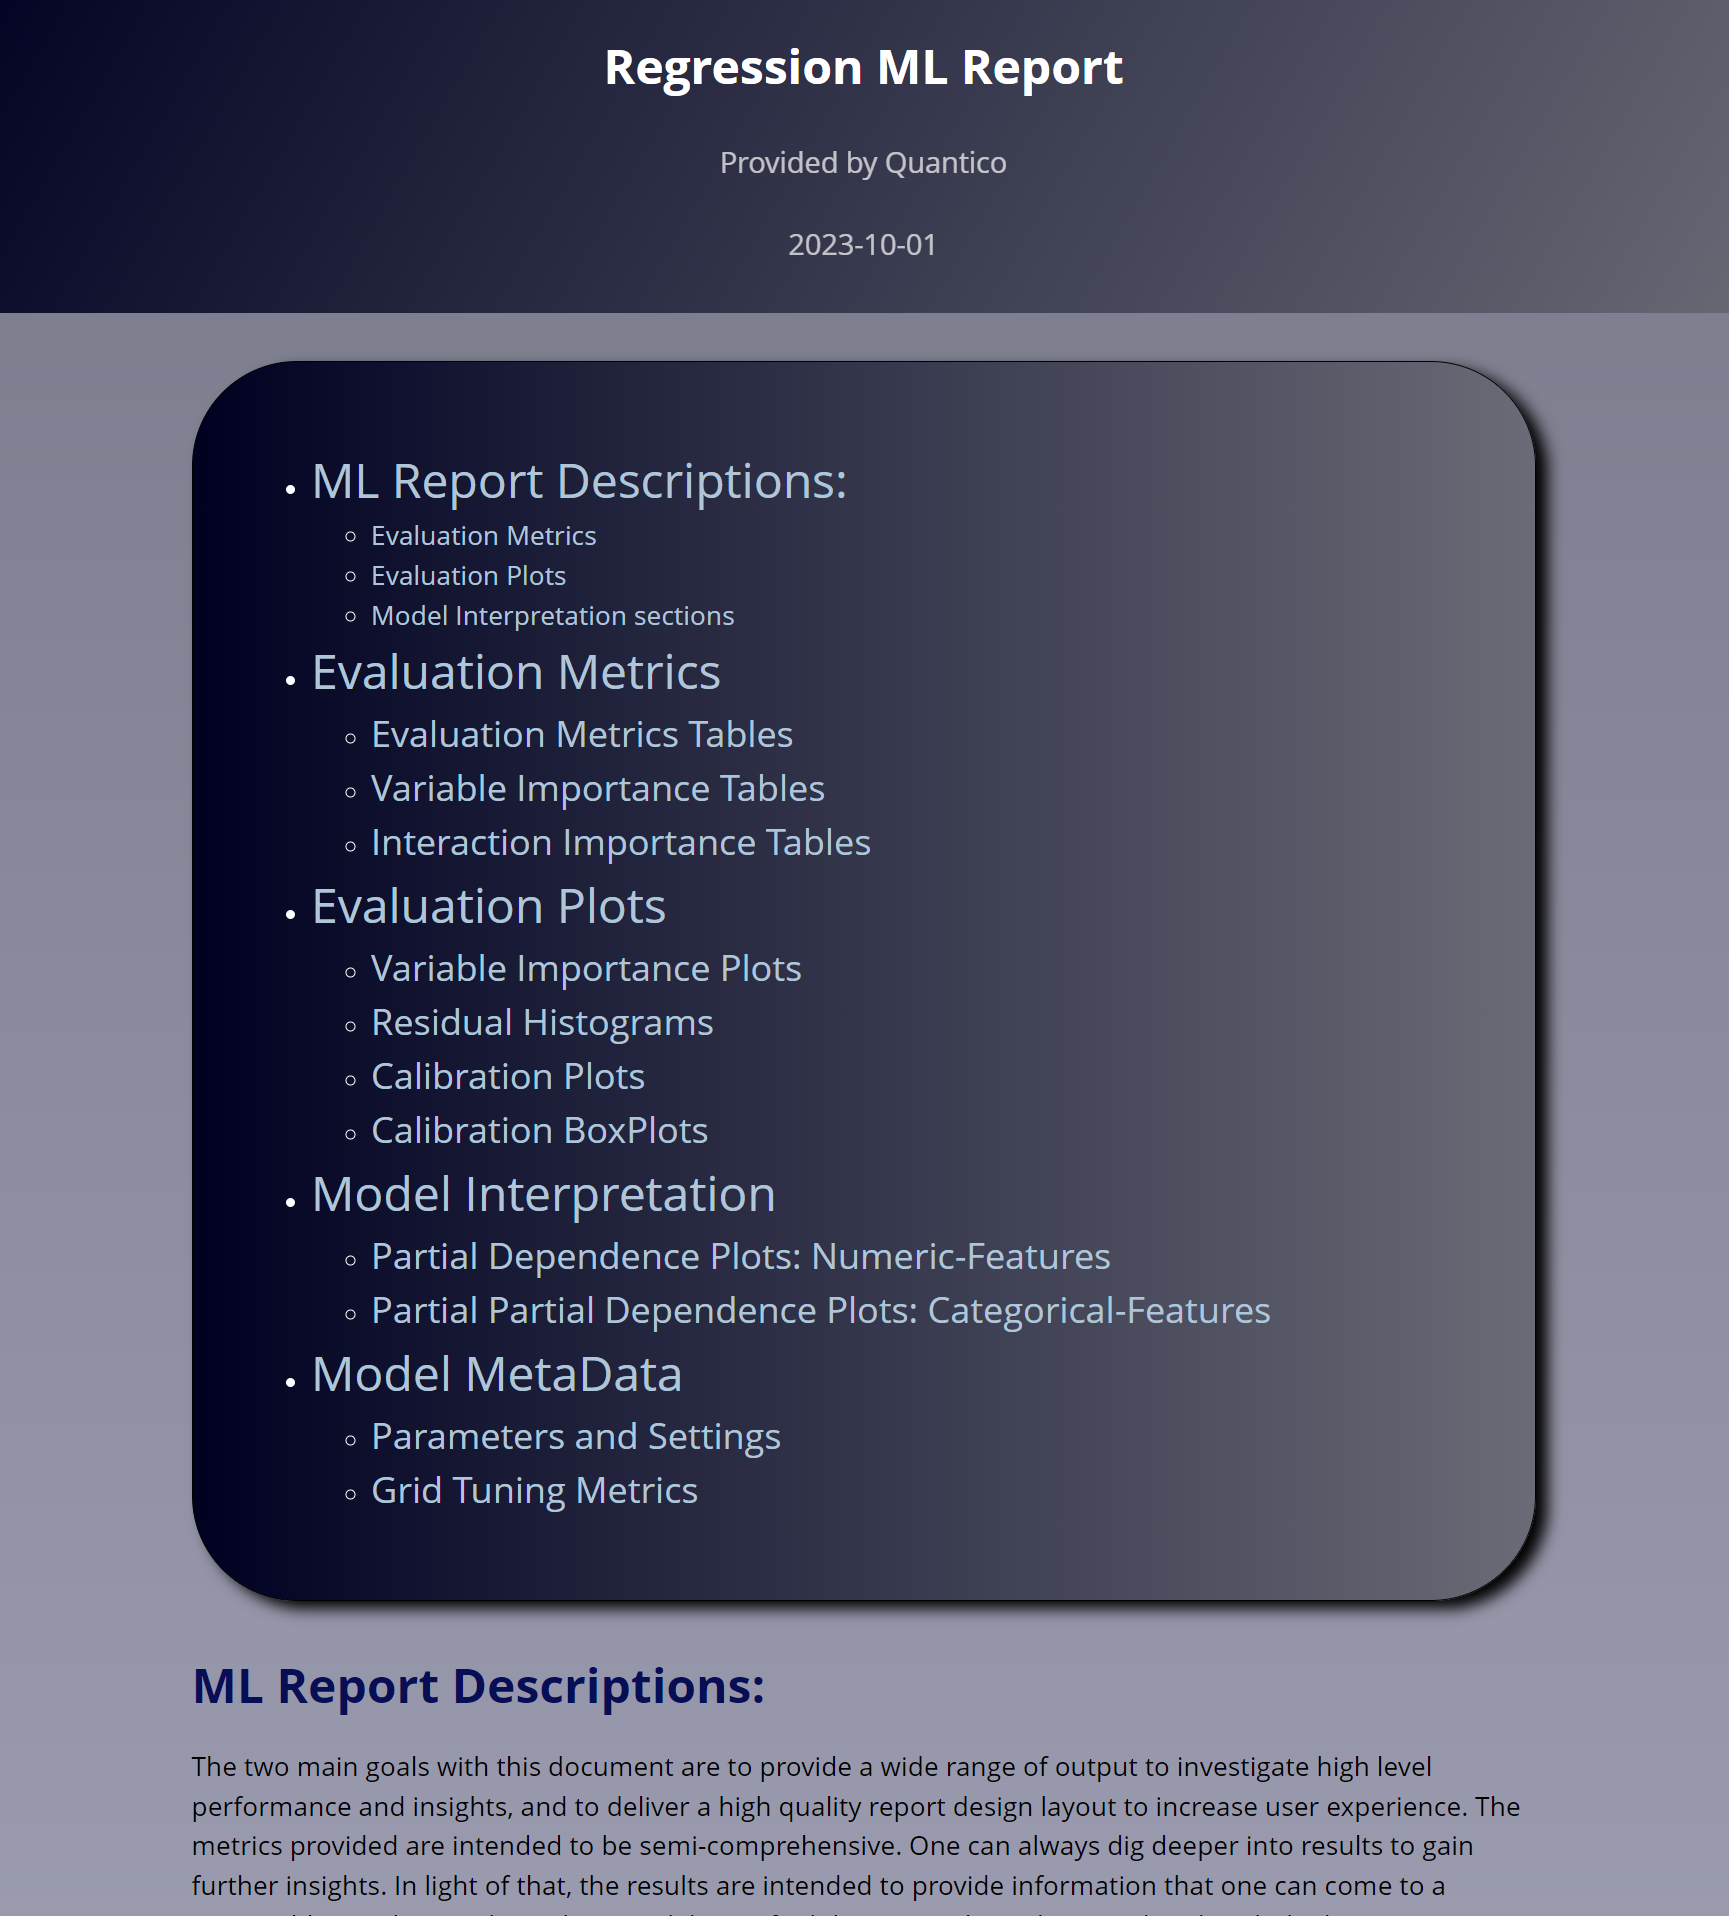 Regression ML Report
Provided by Quantico
2023-10-01
ML Report Descriptions:
Evaluation Metrics
Evaluation Plots
Model Interpretation sections
Evaluation Metrics
Evaluation Metrics Tables
Variable Importance Tables
Interaction Importance Tables
Evaluation Plots
Variable Importance Plots
Residual Histograms
Calibration Plots
Calibration BoxPlots
Model Interpretation
Partial Dependence Plots: Numeric-Features
Partial Partial Dependence Plots: Categorical-Features
Model MetaData
Parameters and Settings
Grid Tuning Metrics
ML Report Descriptions:
The two main goals with this document are to provide a wide range of output to investigate high level
performance and insights, and to deliver a high quality report design layout to increase user experience. The
metrics provided are intended to be semi-comprehensive. One can always dig deeper into results to gain
further insights. In light of that, the results are intended to provide information that one can come to a